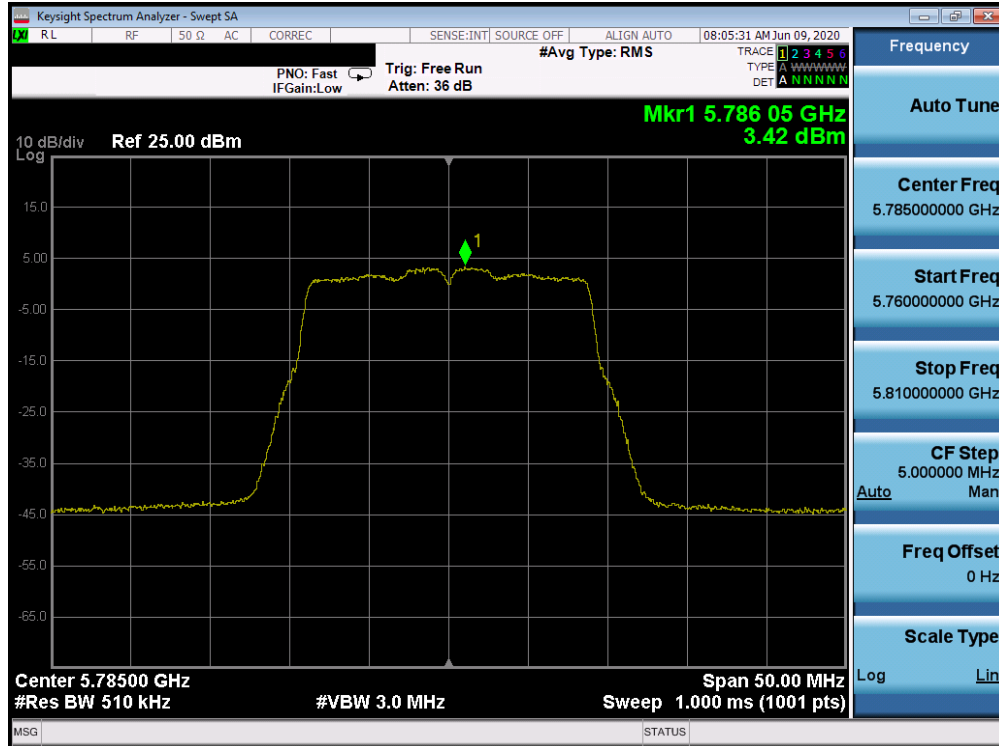 Keysight Spectrum Analyzer - Swept SA
LXI RL RF 50 Ω AC CORREC SENSE:INT SOURCE OFF ALIGN AUTO 08:05:31 AM Jun 09, 2020
#Avg Type: RMS
TRACE 1 2 3 4 5 6
TYPE A WWWWW
DET A N N N N N
PNO: Fast
IFGain:Low
Trig: Free Run
Atten: 36 dB
Mkr1 5.786 05 GHz
3.42 dBm
10 dB/div
Log
Ref 25.00 dBm
15.0
5.00
-5.00
-15.0
-25.0
-35.0
-45.0
-55.0
-65.0
1
Center 5.78500 GHz
#Res BW 510 kHz
#VBW 3.0 MHz
Span 50.00 MHz
Sweep 1.000 ms (1001 pts)
MSG
STATUS
Frequency
Auto Tune
Center Freq
5.785000000 GHz
Start Freq
5.760000000 GHz
Stop Freq
5.810000000 GHz
CF Step
5.000000 MHz
Auto Man
Freq Offset
0 Hz
Scale Type
Log Lin